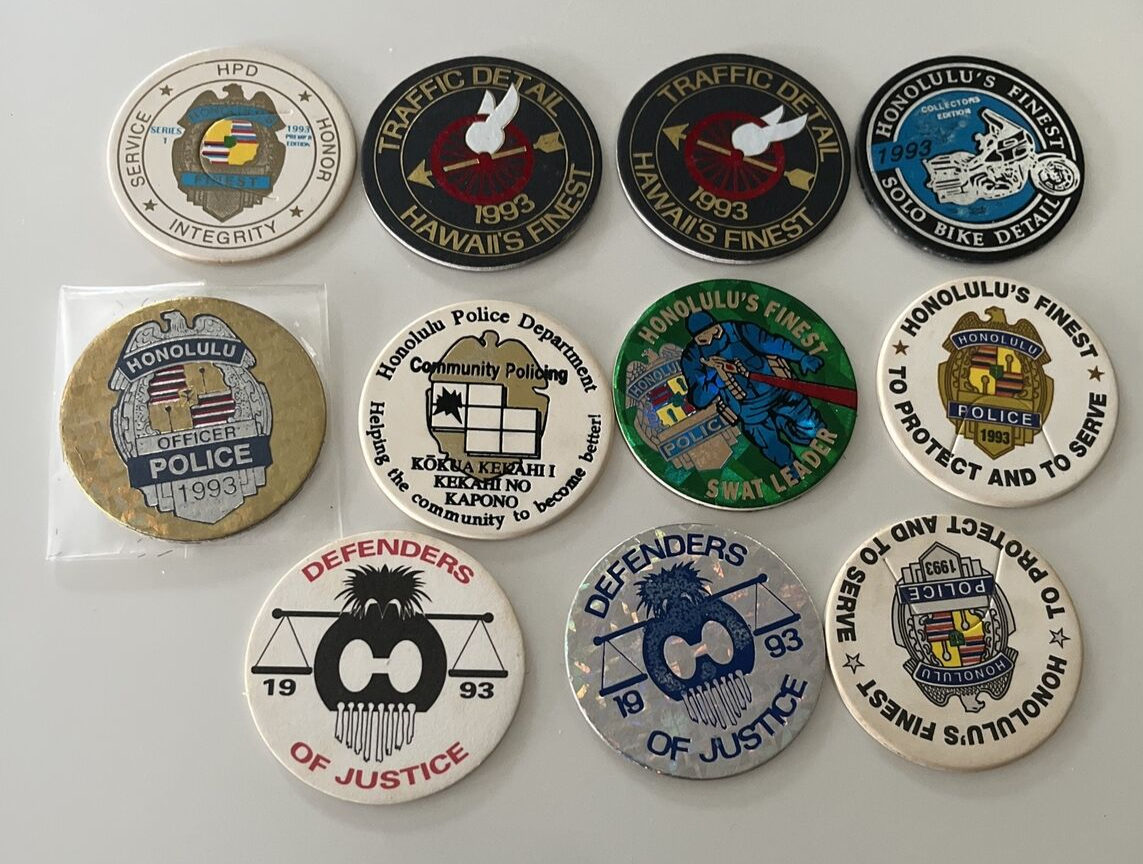 HPD
SERVICE
HONOR
INTEGRITY
SERIES
1
1993
PREMIER
EDITION
FINEST
TRAFFIC DETAIL
1993
HAWAII'S FINEST
TRAFFIC DETAIL
1993
HAWAII'S FINEST
HONOLULU'S FINEST
COLLECTORS
EDITION
1993
SOLO BIKE DETAIL
HONOLULU
OFFICER
POLICE
1993
Honolulu Police Department
Community Policing
KŌKUA KEKAHI I
KEKAHI NO
KAPONO
Helping the community to become better!
HONOLULU'S FINEST
HONOLULU
POLICE
SWAT LEADER
HONOLULU'S FINEST
HONOLULU
POLICE
1993
TO PROTECT AND TO SERVE
DEFENDERS
19 93
OF JUSTICE
DEFENDERS
19 93
OF JUSTICE
HONOLULU'S FINEST
HONOLULU
POLICE
1993
TO PROTECT AND TO SERVE